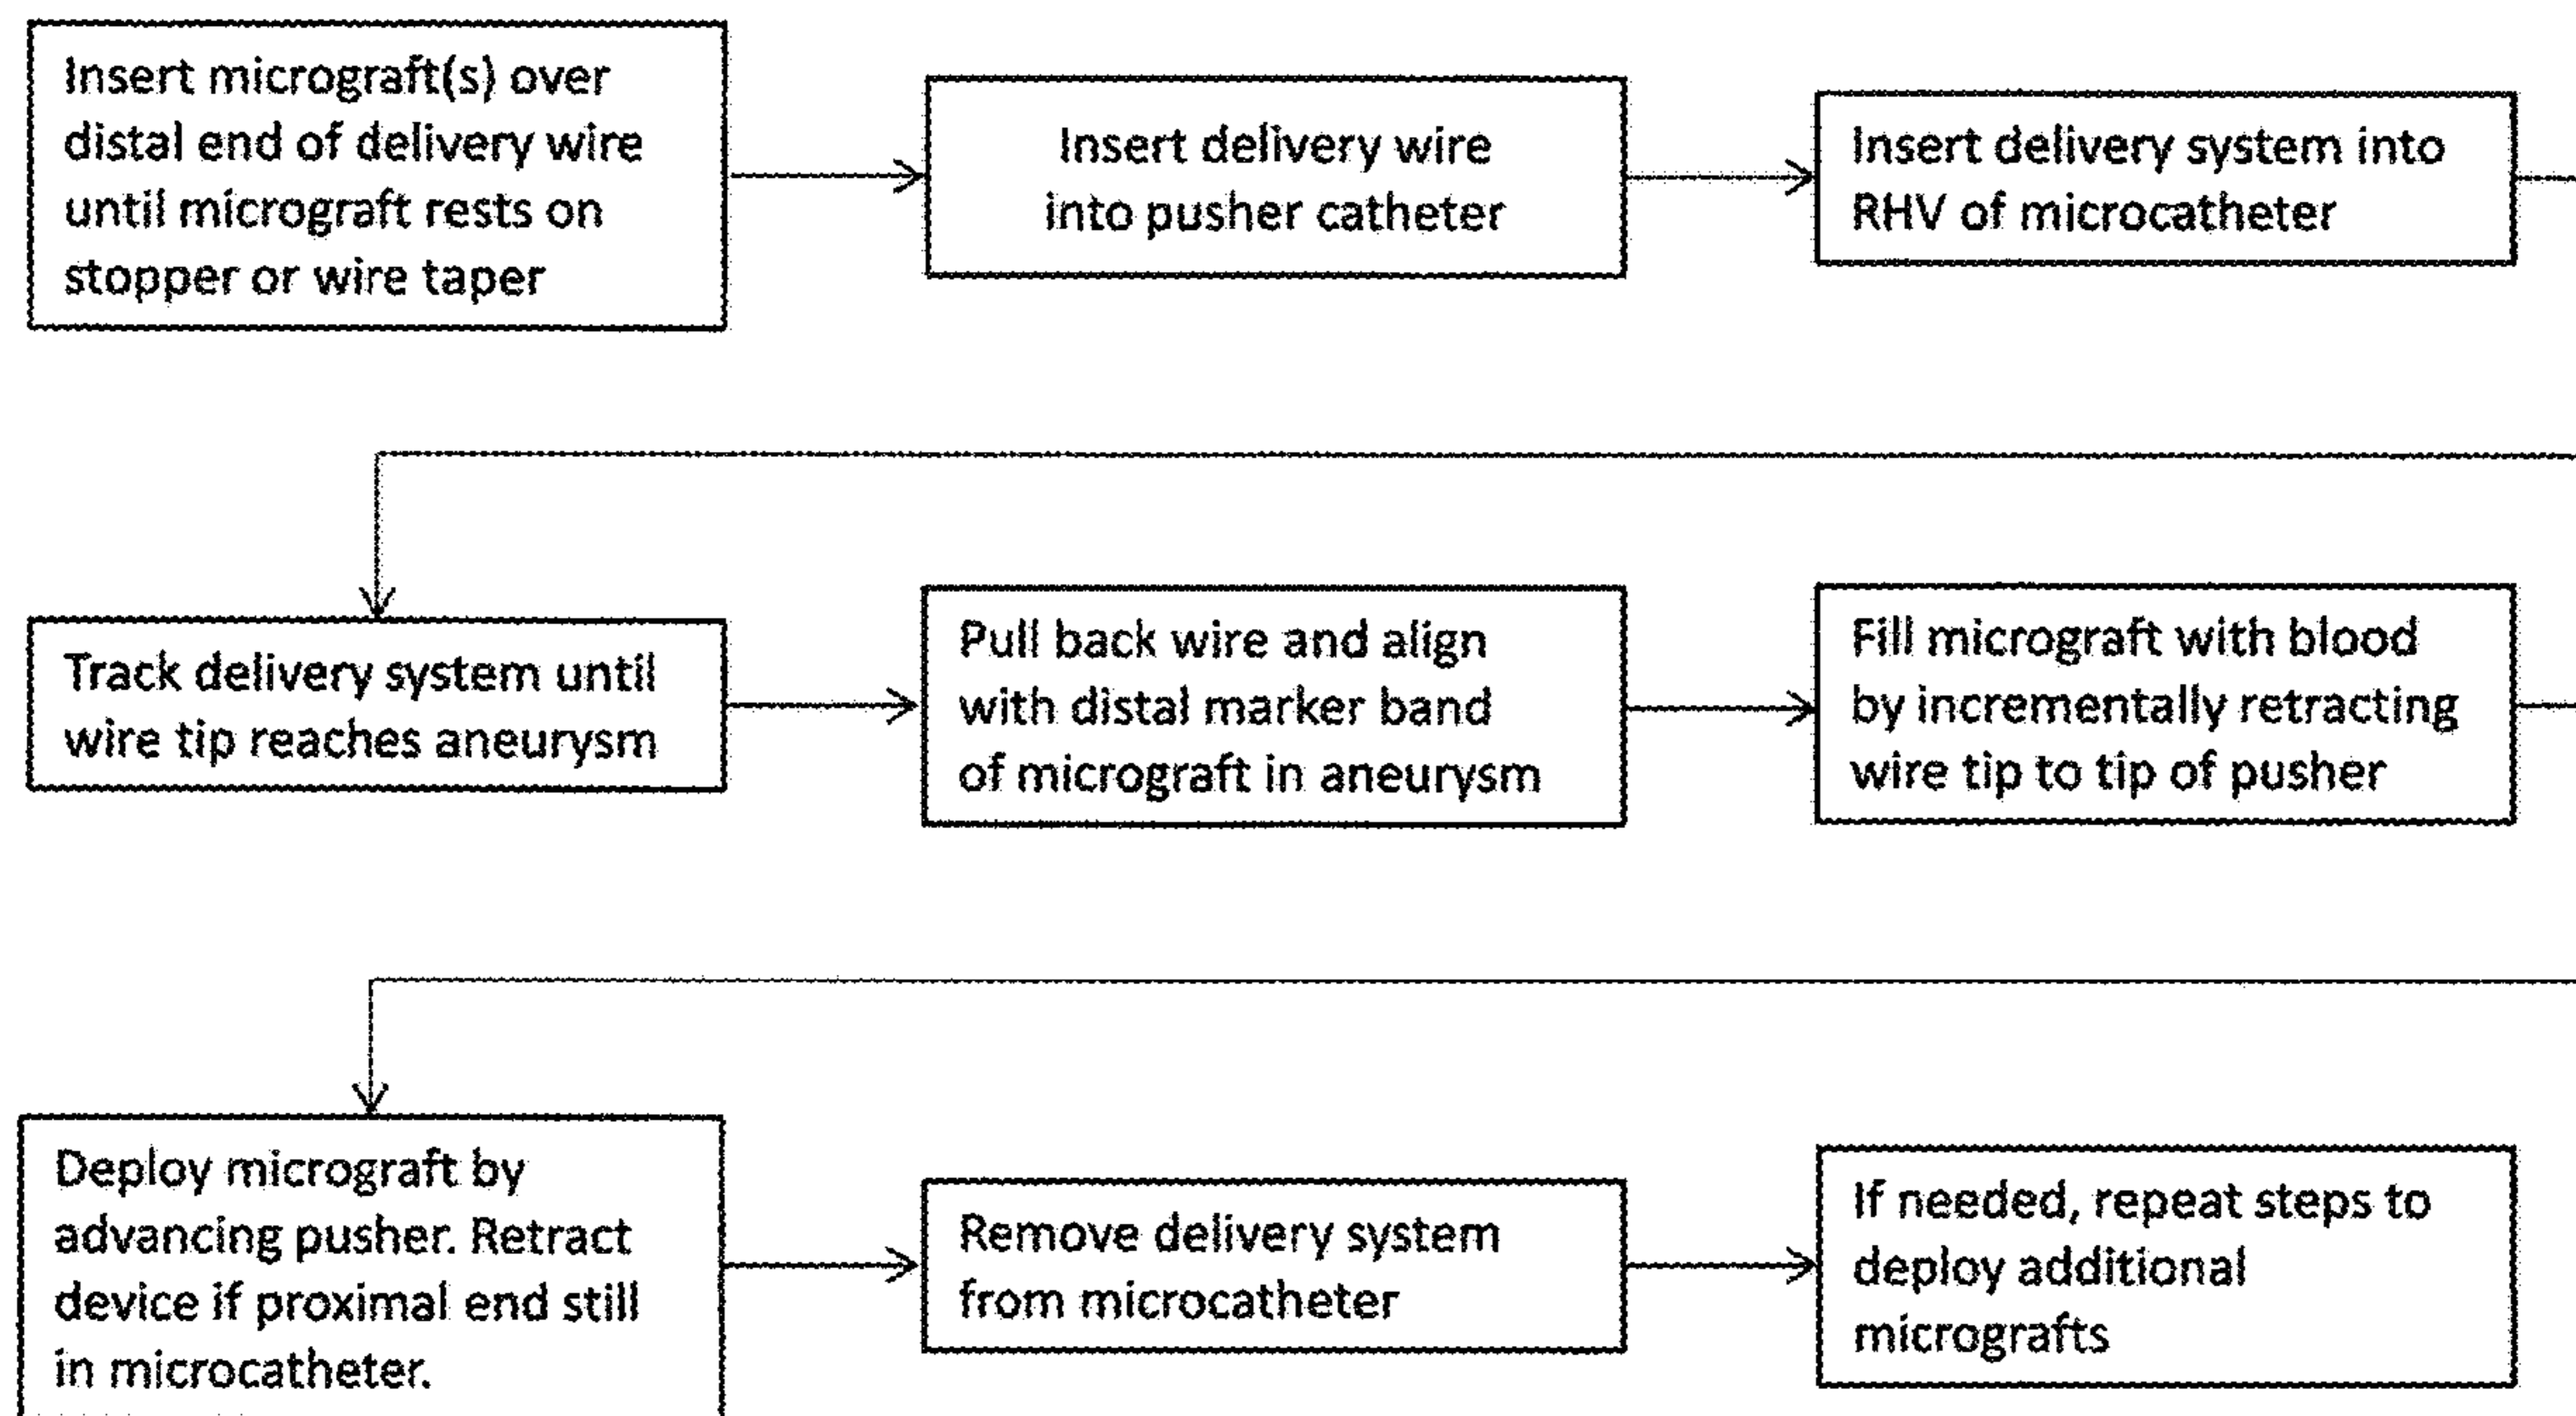 Insert micrograft(s) over
distal end of delivery wire
until micrograft rests on
stopper or wire taper
Insert delivery wire
into pusher catheter
Insert delivery system into
RHV of microcatheter
Track delivery system until
wire tip reaches aneurysm
Pull back wire and align
with distal marker band
of micrograft in aneurysm
Fill micrograft with blood
by incrementally retracting
wire tip to tip of pusher
Deploy micrograft by
advancing pusher. Retract
device if proximal end still
in microcatheter.
Remove delivery system
from microcatheter
If needed, repeat steps to
deploy additional
micrografts